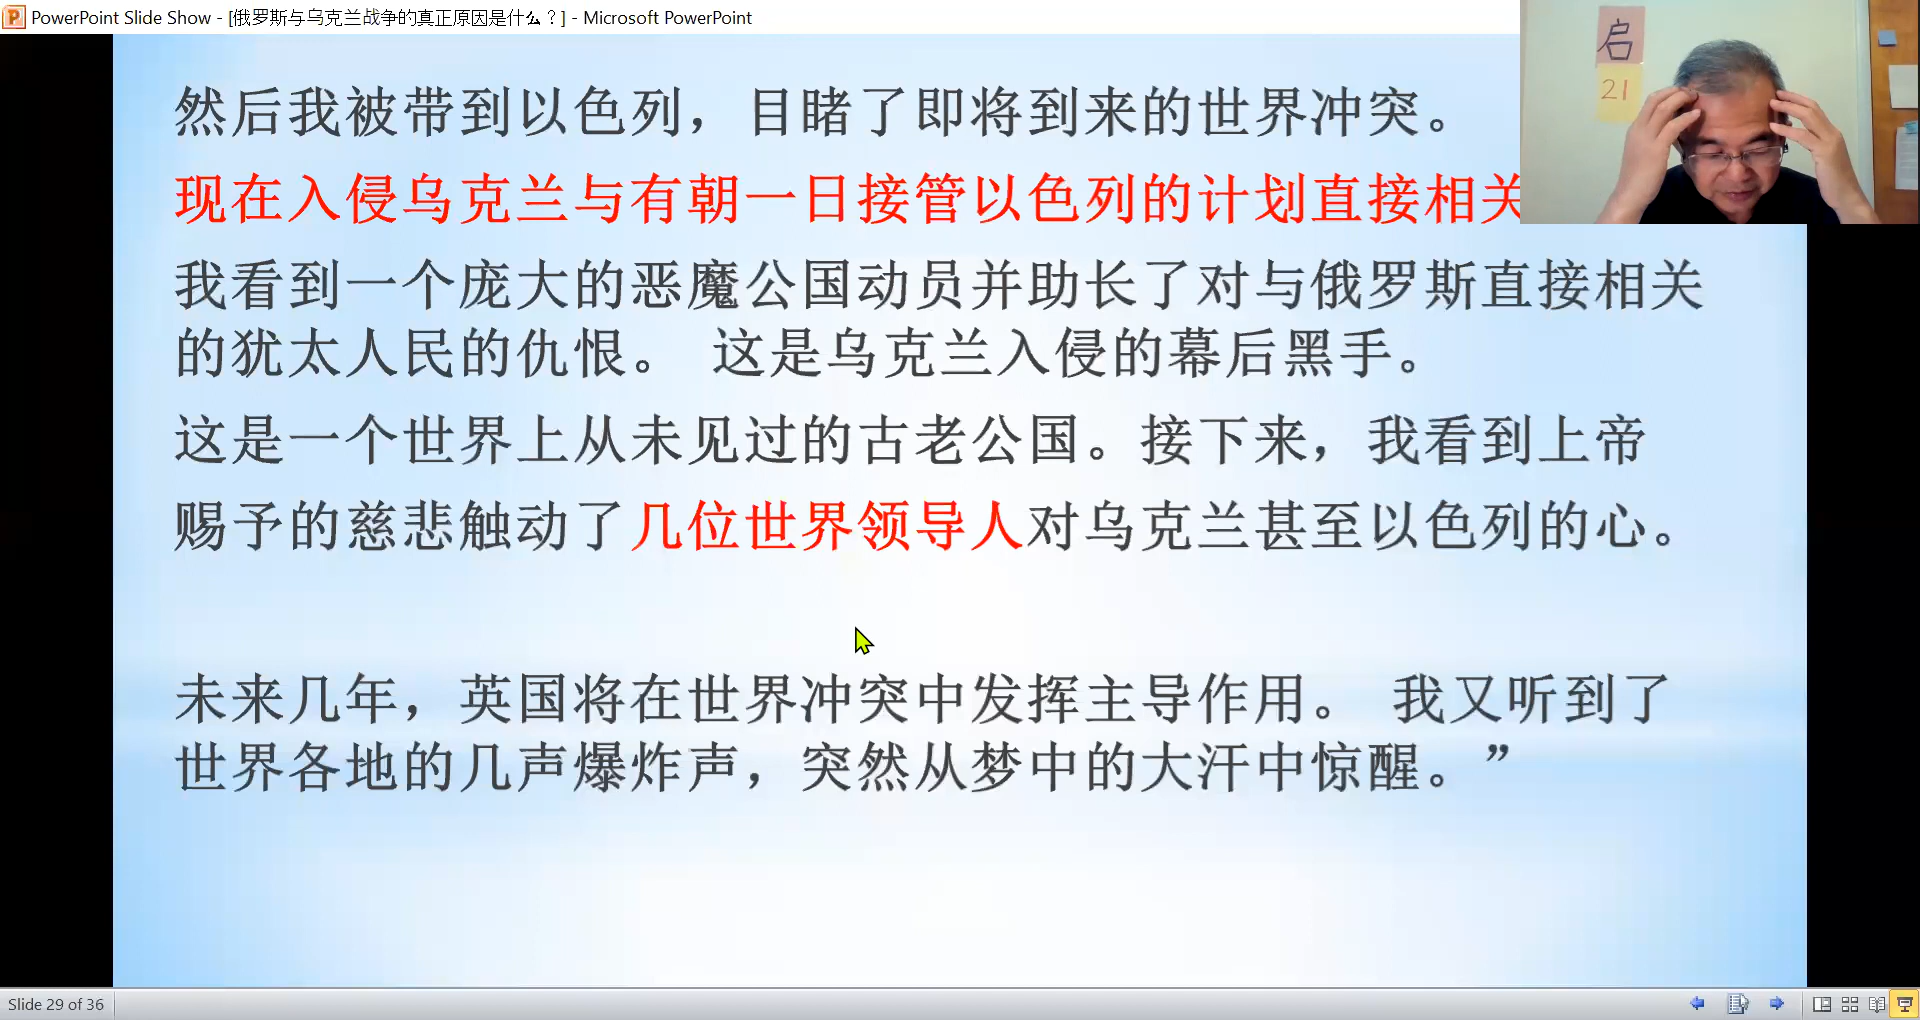 PowerPoint Slide Show - [俄罗斯与乌克兰战争的真正原因是什么？] - Microsoft PowerPoint
启
21
然后我被带到以色列，目睹了即将到来的世界冲突。
现在入侵乌克兰与有朝一日接管以色列的计划直接相关
我看到一个庞大的恶魔公国动员并助长了对与俄罗斯直接相关
的犹太人民的仇恨。 这是乌克兰入侵的幕后黑手。
这是一个世界上从未见过的古老公国。接下来，我看到上帝
赐予的慈悲触动了几位世界领导人对乌克兰甚至以色列的心。
未来几年，英国将在世界冲突中发挥主导作用。 我又听到了
世界各地的几声爆炸声，突然从梦中的大汗中惊醒。”
Slide 29 of 36